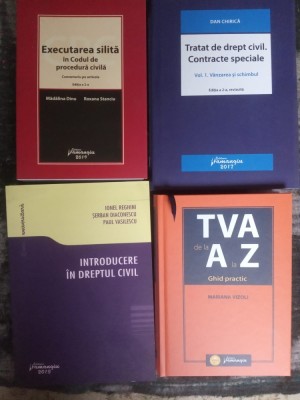 Executarea silită
în Codul de
procedură civilă
Comentariu pe articole
Ediția a 2-a
Mădălina Dinu
Roxana Stanciu
Hamangiu
2017
DAN CHIRICĂ
Tratat de drept civil.
Contracte speciale
Vol. 1. Vânzarea și schimbul
Ediția a 2-a, revizuită
Hamangiu
2017
IONEL REGHINI
ȘERBAN DIACONESCU
PAUL VASILESCU
INTRODUCERE
ÎN DREPTUL CIVIL
Hamangiu
TVA
de la
A la Z
Ghid practic
Hamangiu